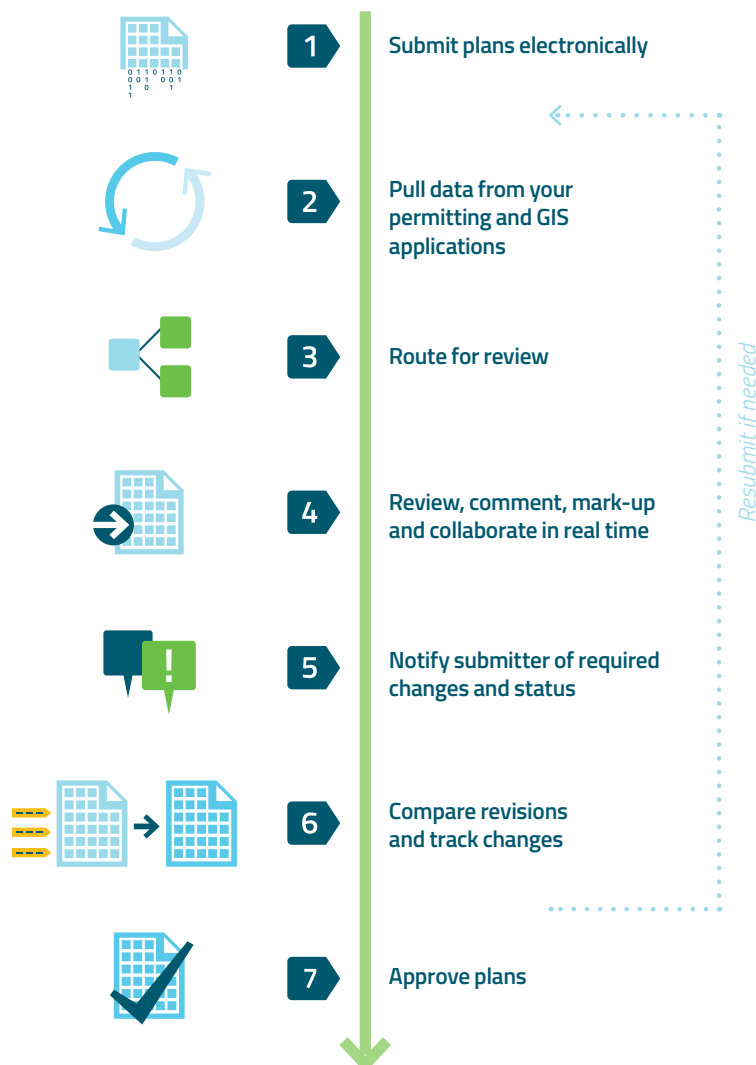 1
Submit plans electronically
0 1 1 1 0 1 1 0 1
0 0 1 0 1 1
1 0 0 1
1
2
Pull data from your
permitting and GIS
applications
3
Route for review
Resubmit if needed
4
Review, comment, mark-up
and collaborate in real time
5
Notify submitter of required
changes and status
!
6
Compare revisions
and track changes
7
Approve plans